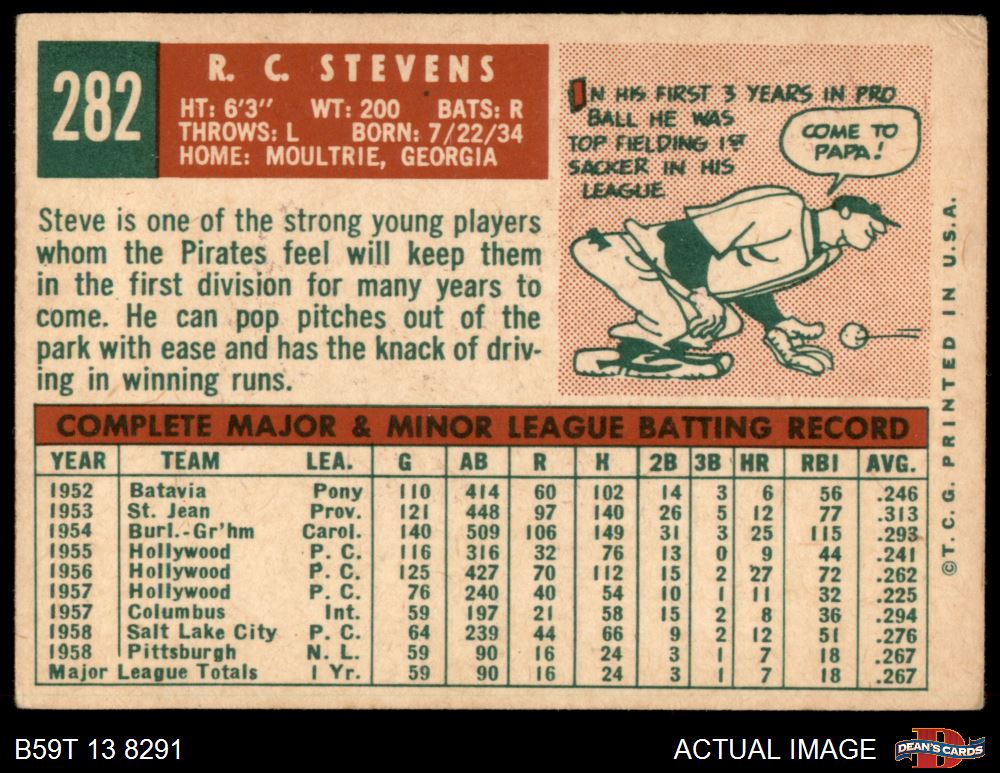 282
R. C. STEVENS
HT: 6'3" WT: 200 BATS: R
THROWS: L BORN: 7/22/34
HOME: MOULTRIE, GEORGIA
IN HIS FIRST 3 YEARS IN PRO
BALL HE WAS
TOP FIELDING 1ST
SACKER IN HIS
LEAGUE
COME TO
PAPA!
Steve is one of the strong young players
whom the Pirates feel will keep them
in the first division for many years to
come. He can pop pitches out of the
park with ease and has the knack of driv-
ing in winning runs.
COMPLETE MAJOR & MINOR LEAGUE BATTING RECORD
YEAR TEAM LEA. G AB R H 2B 3B HR RBI AVG.
1952 Batavia Pony 110 414 60 102 14 3 6 56 .246
1953 St. Jean Prov. 121 448 97 140 26 5 12 77 .313
1954 Burl.-Gr'hm Carol. 140 509 106 149 31 3 25 115 .293
1955 Hollywood P. C. 116 316 32 76 13 0 9 44 .241
1956 Hollywood P. C. 125 427 70 112 15 2 27 72 .262
1957 Hollywood P. C. 76 240 40 54 10 1 11 32 .225
1957 Columbus Int. 59 197 21 58 15 2 8 36 .294
1958 Salt Lake City P. C. 64 239 44 66 9 2 12 51 .276
1958 Pittsburgh N. L. 59 90 16 24 3 1 7 18 .267
Major League Totals 1 Yr. 59 90 16 24 3 1 7 18 .267
©T. C. G. PRINTED IN U.S.A.
B59T 13 8291
ACTUAL IMAGE
D
DEAN'S CARDS